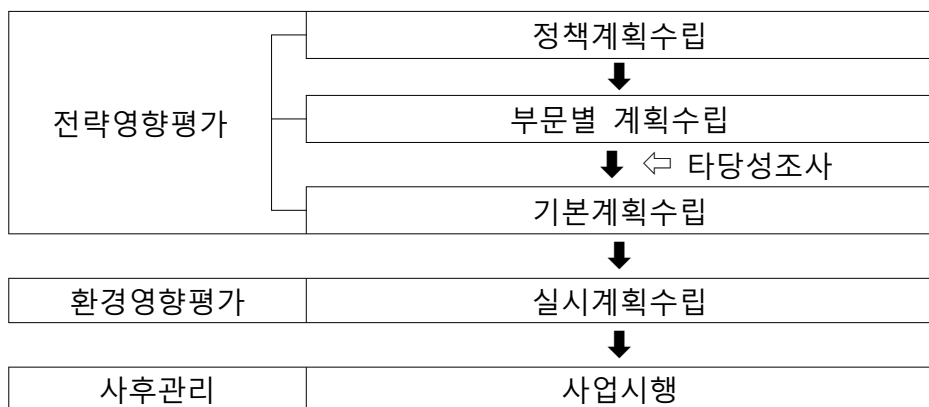 정책계획수립
전략영향평가
부문별 계획수립
타당성조사
기본계획수립
환경영향평가 실시계획수립
사후관리 사업시행